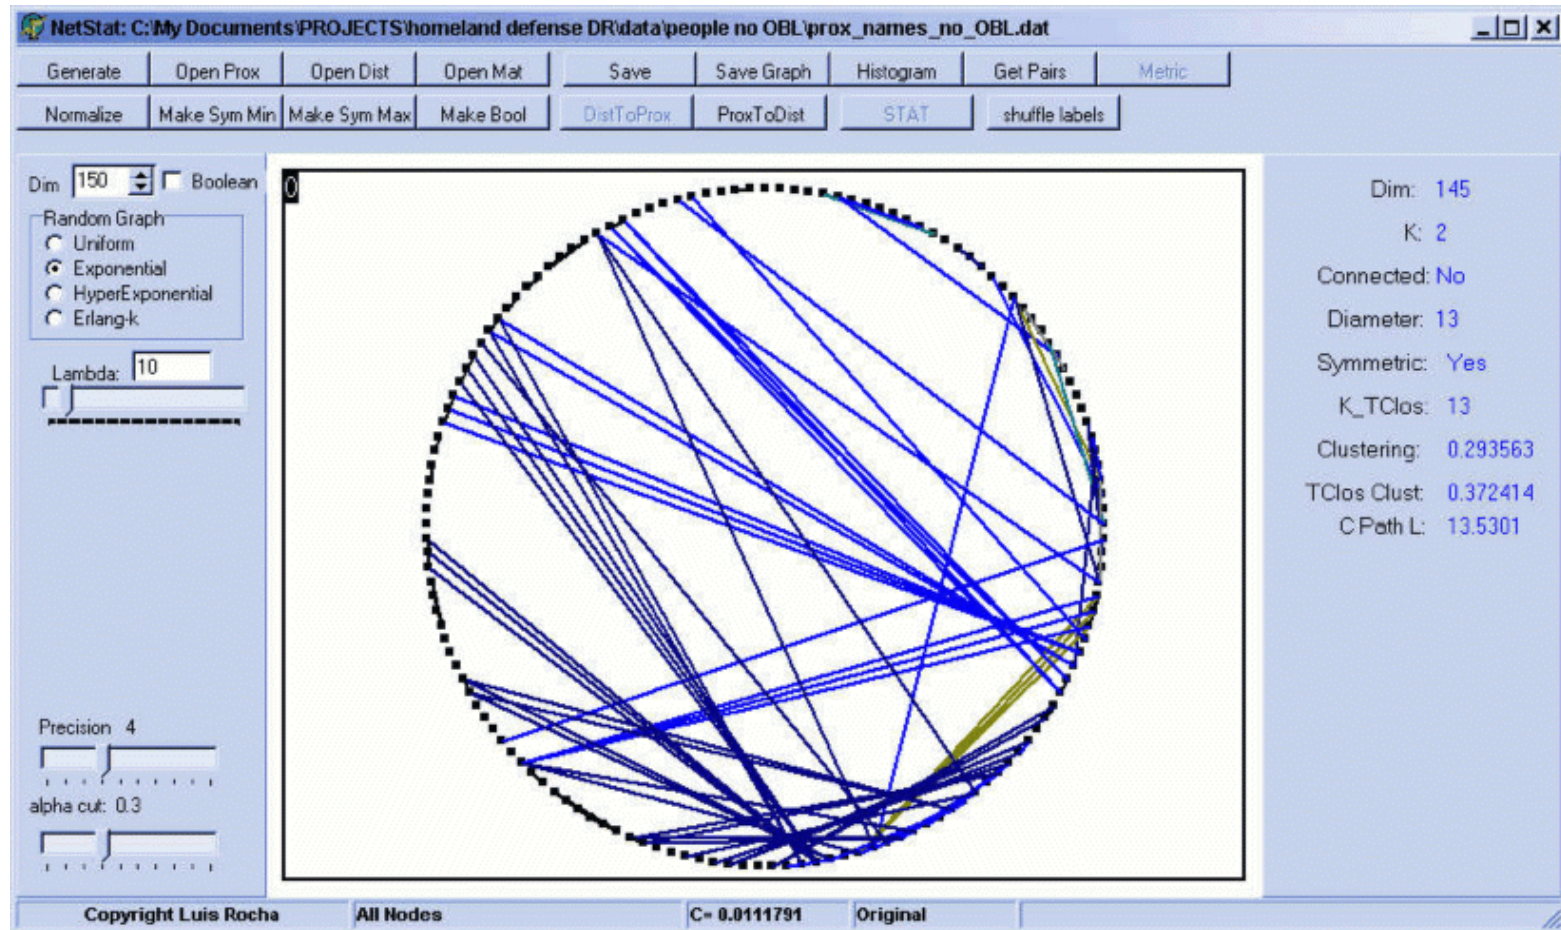 NetStat: C:\My Documents\PROJECTS\homeland defense DR\data\people no OBL\prox_names_no_OBL.dat
Generate Open Prox Open Dist Open Mat Save Save Graph Histogram Get Pairs Metric
Normalize Make Sym Min Make Sym Max Make Bool DistToProx ProxToDist STAT shuffle labels
Dim 150 Boolean
Random Graph
Uniform
Exponential
HyperExponential
Erlang-k
Lambda: 10
Precision 4
alpha cut: 0.3
0
Dim: 145
K: 2
Connected: No
Diameter: 13
Symmetric: Yes
K_TClos: 13
Clustering: 0.293563
TClos Clust: 0.372414
C Path L: 13.5301
Copyright Luis Rocha All Nodes C= 0.0111791 Original